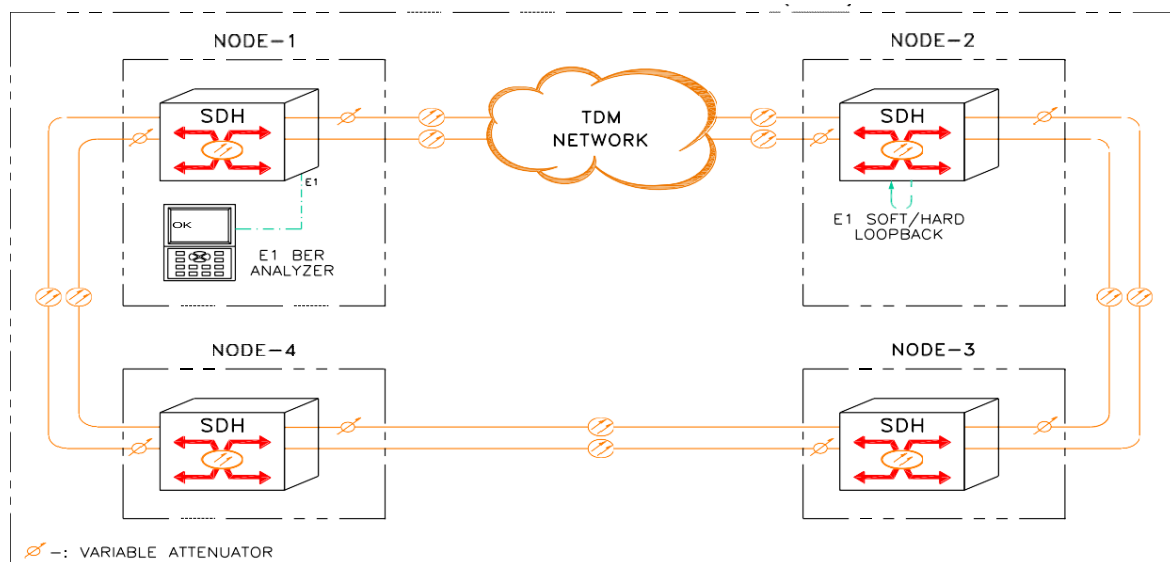 NODE-1
NODE-2
SDH
TDM
NETWORK
SDH
E1
OK
E1 BER
ANALYZER
E1 SOFT/HARD
LOOPBACK
NODE-4
NODE-3
SDH
SDH
-: VARIABLE ATTENUATOR